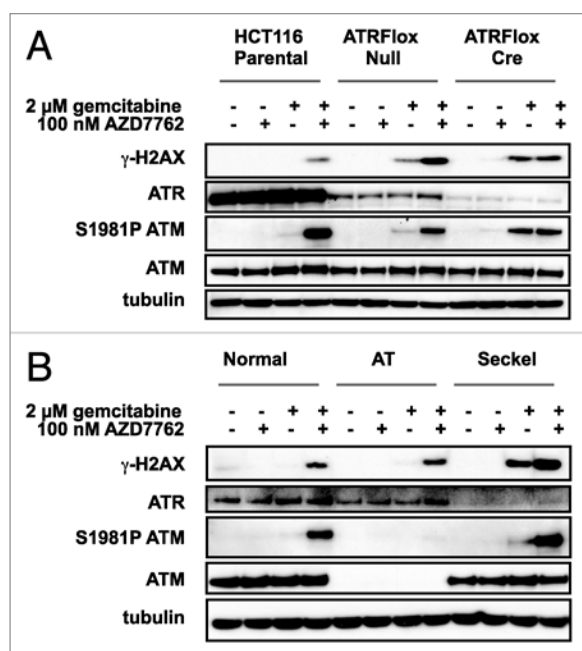 A
HCT116 Parental
ATRFlox Null
ATRFlox Cre
2 µM gemcitabine - - + + - - + + - - + +
100 nM AZD7762 - + - + - + - + - + - +
γ-H2AX
ATR
S1981P ATM
ATM
tubulin
B
Normal AT Seckel
2 µM gemcitabine - - + + - - + + - - + +
100 nM AZD7762 - + - + - + - + - + - +
γ-H2AX
ATR
S1981P ATM
ATM
tubulin